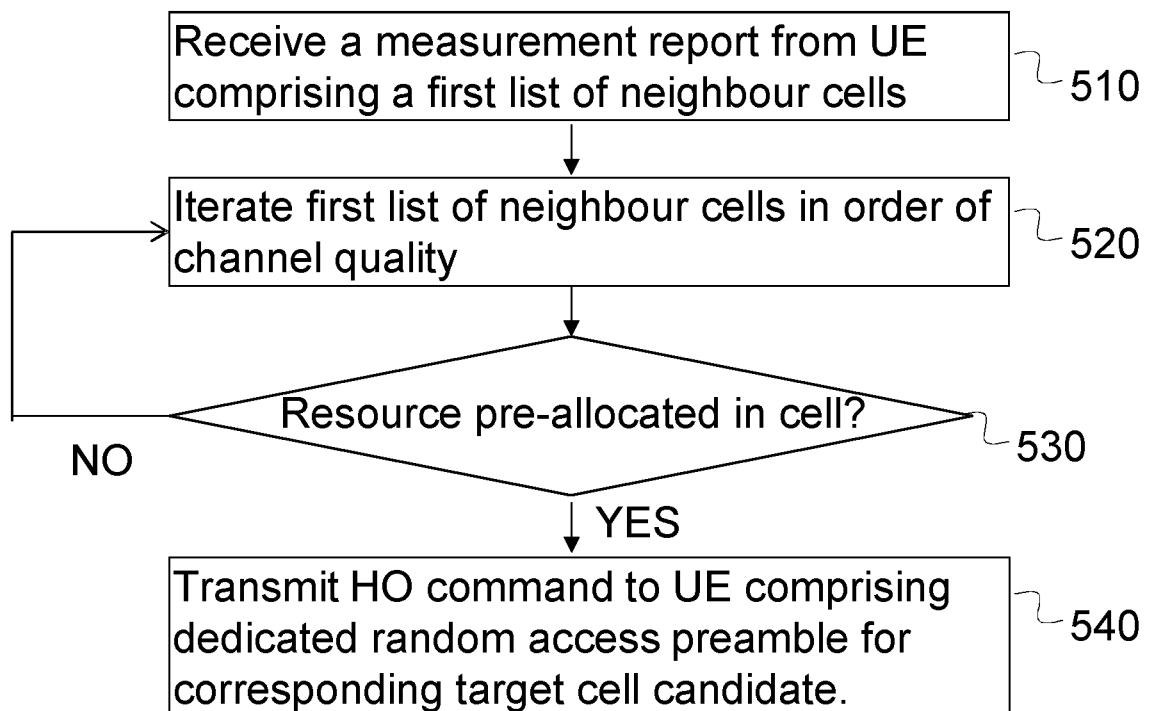 Receive a measurement report from UE
comprising a first list of neighbour cells
510
Iterate first list of neighbour cells in order of
channel quality
520
Resource pre-allocated in cell?
530
NO
YES
Transmit HO command to UE comprising
dedicated random access preamble for
corresponding target cell candidate.
540